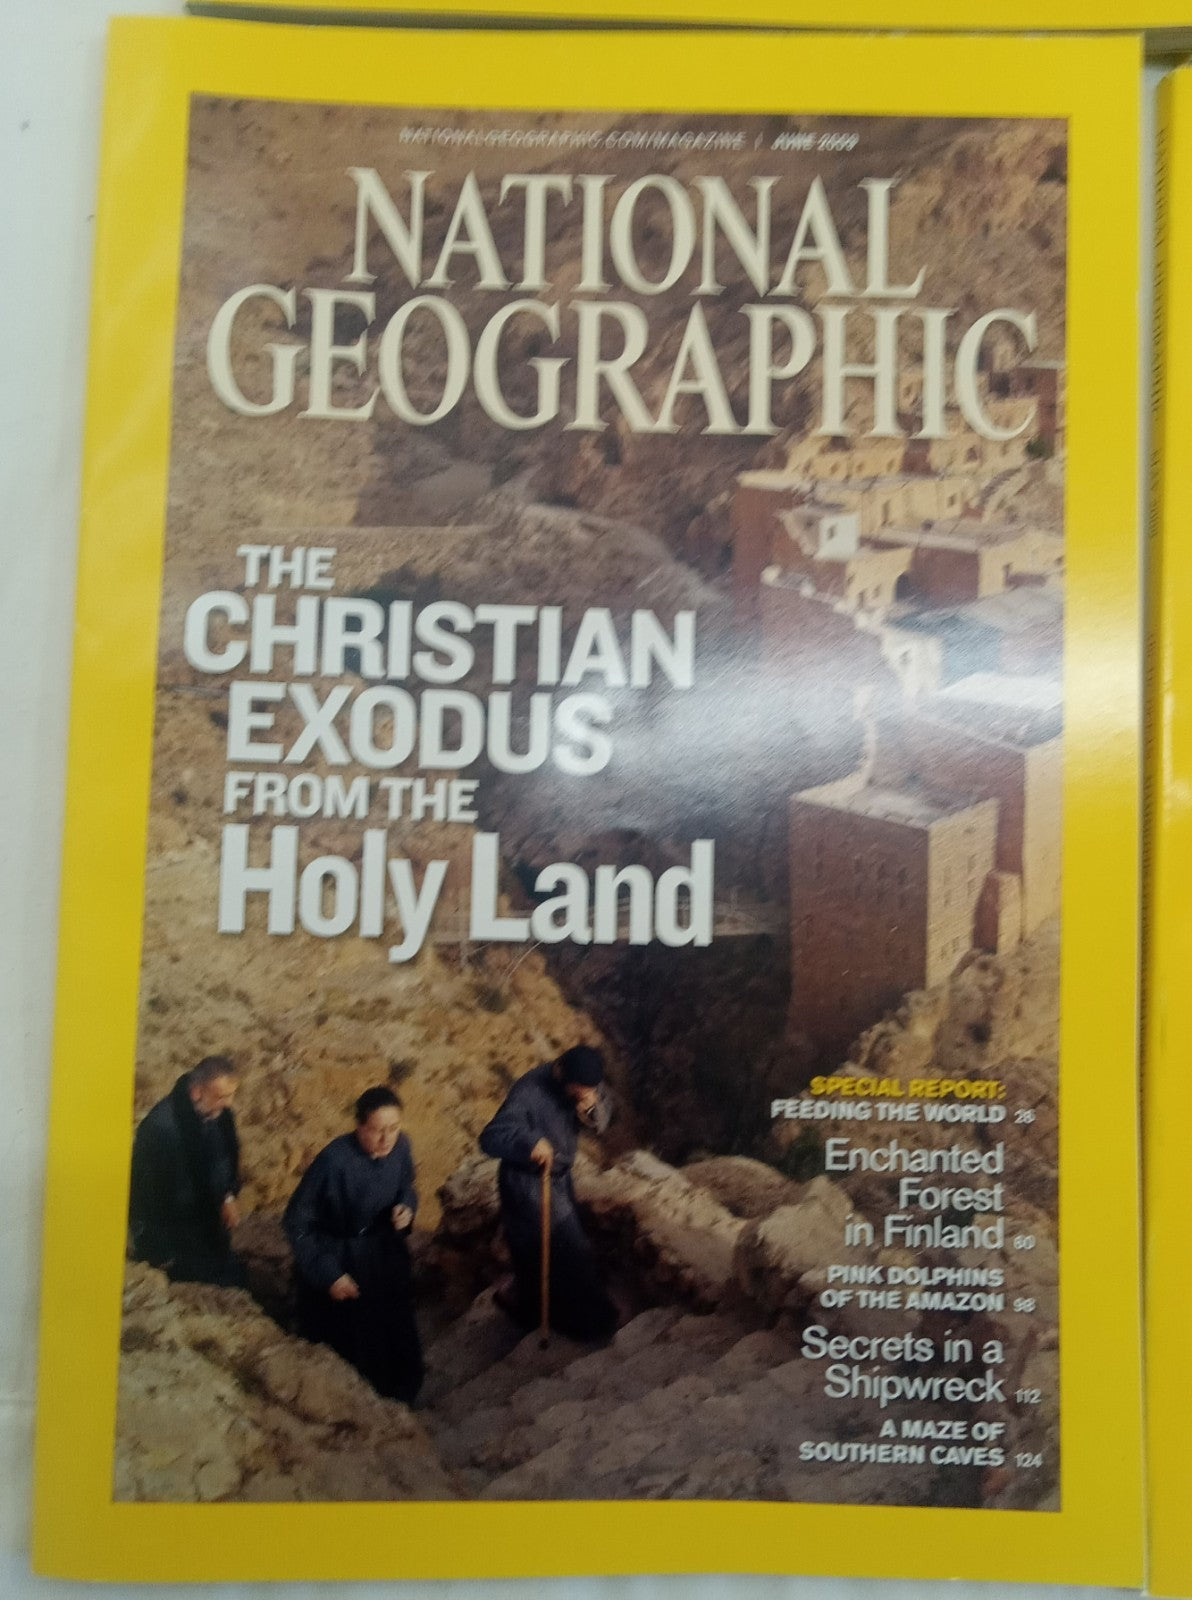 NATIONALGEOGRAPHIC.COM/MAGAZINE | JUNE 2009
NATIONAL
GEOGRAPHIC
THE
CHRISTIAN
EXODUS
FROM THE
Holy Land
SPECIAL REPORT:
FEEDING THE WORLD 26
Enchanted
Forest
in Finland 60
PINK DOLPHINS
OF THE AMAZON 98
Secrets in a
Shipwreck 112
A MAZE OF
SOUTHERN CAVES 124